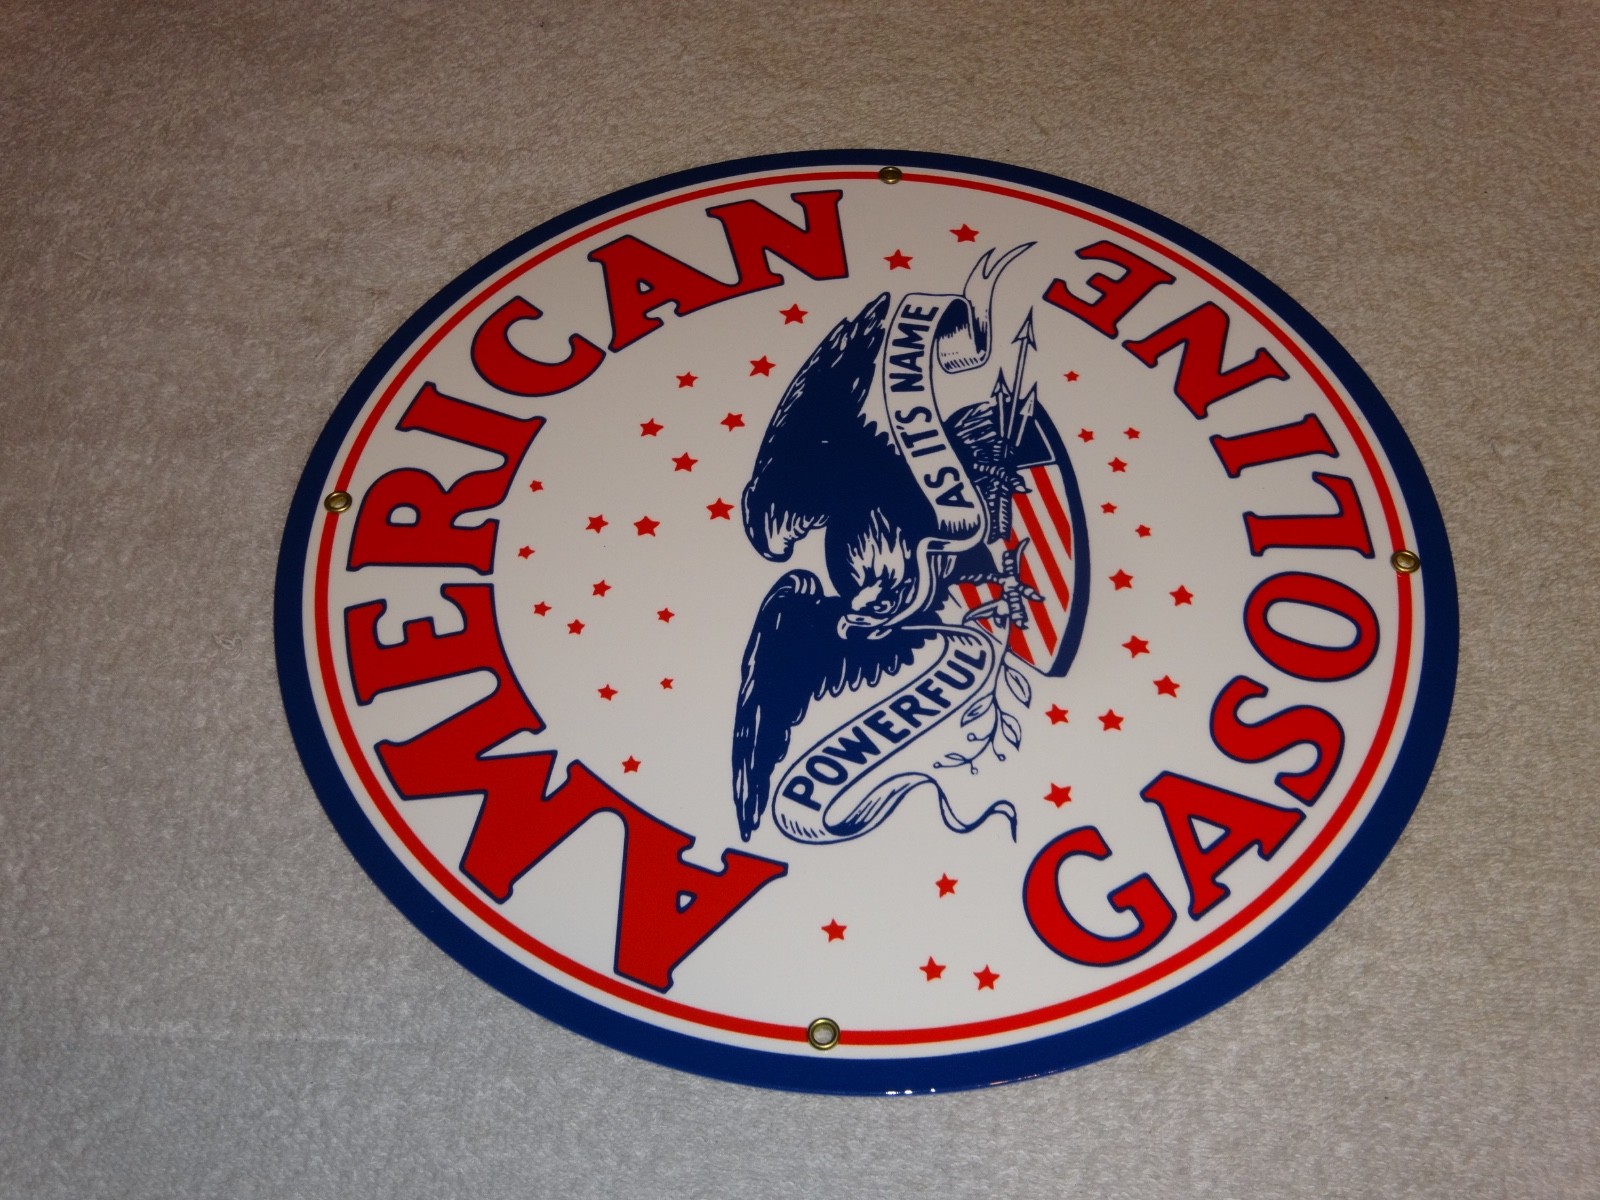 AMERICAN
POWERFUL AS IT'S NAME
GASOLINE